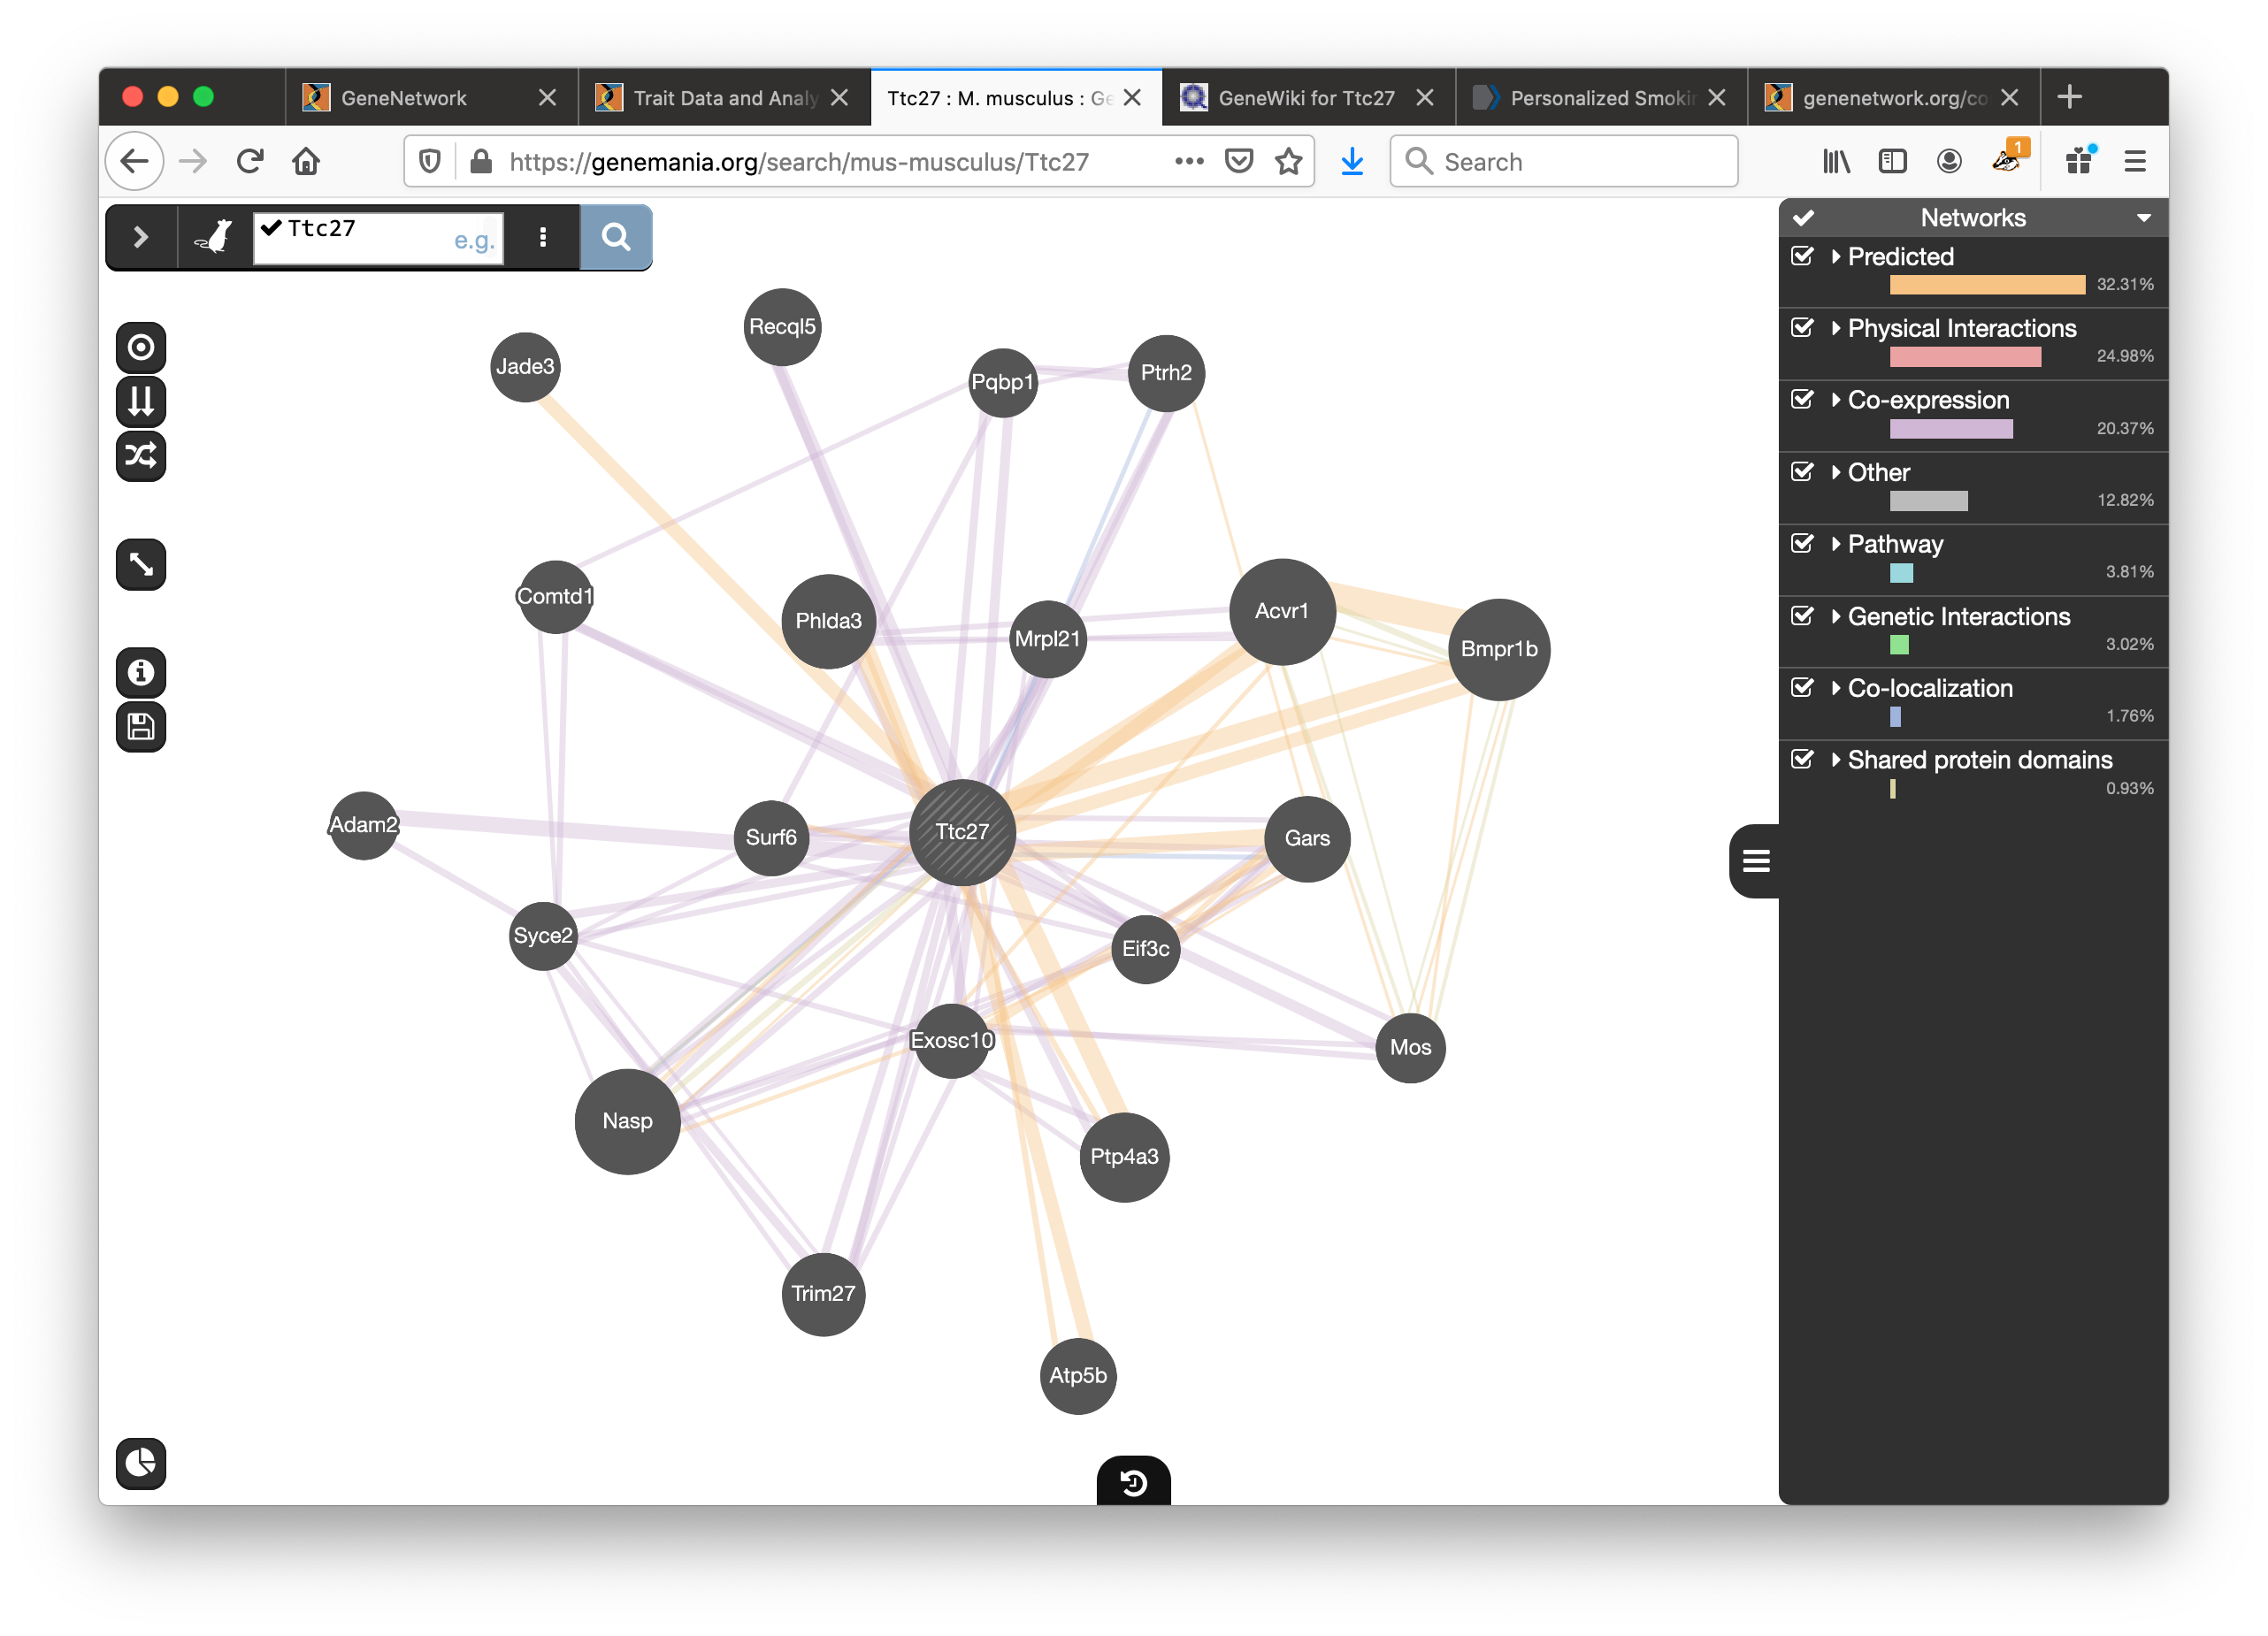 GeneNetwork
Trait Data and Analy
Ttc27 : M. musculus : Ge
GeneWiki for Ttc27
Personalized Smokin
genenetwork.org/co
https://genemania.org/search/mus-musculus/Ttc27
Search
1
Ttc27
e.g.
Networks
Predicted
32.31%
Physical Interactions
24.98%
Co-expression
20.37%
Other
12.82%
Pathway
3.81%
Genetic Interactions
3.02%
Co-localization
1.76%
Shared protein domains
0.93%
Recql5
Jade3
Pqbp1
Ptrh2
Comtd1
Phlda3
Mrpl21
Acvr1
Bmpr1b
Adam2
Surf6
Ttc27
Gars
Syce2
Eif3c
Exosc10
Mos
Nasp
Ptp4a3
Trim27
Atp5b